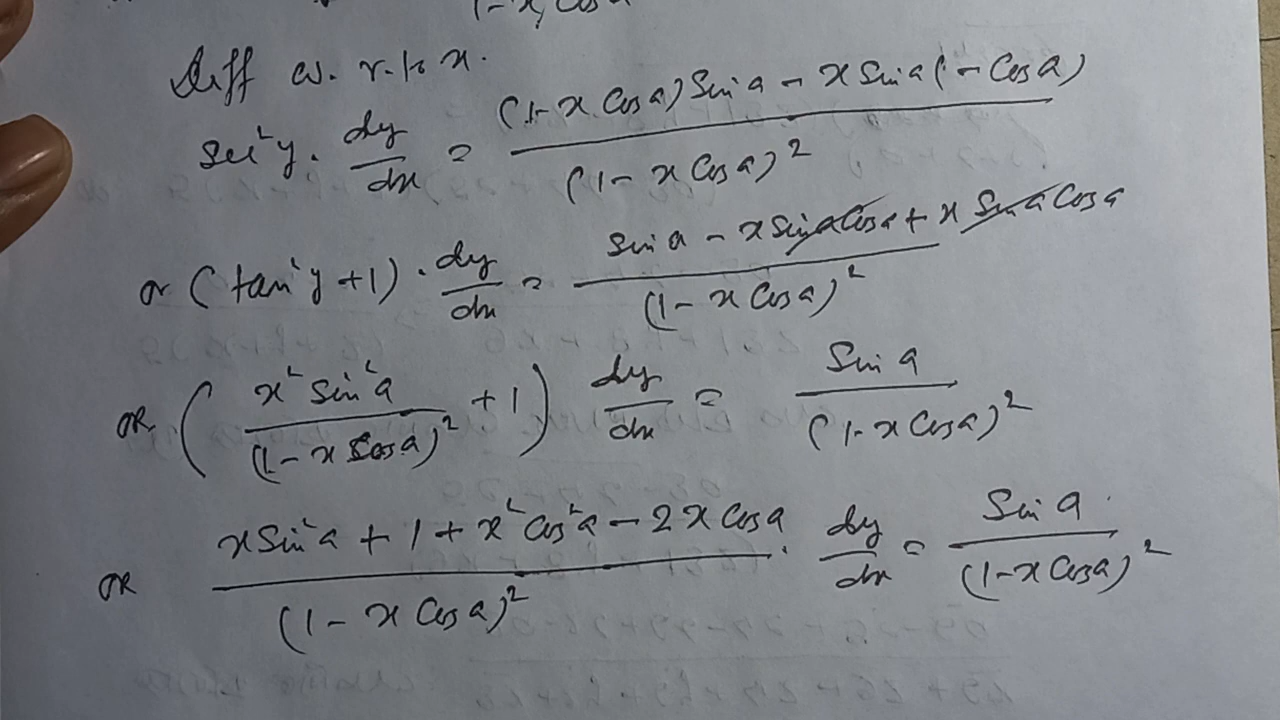 1-x cos a
diff w. r. to x.
sec²y. dy/dx = ((1-x Cos a) Sin a - x Sin a (- Cos a))/(1- x Cos a)²
or (tan²y +1) . dy/dx = (Sin a - x Sin a Cos a + x Sin a Cos a)/(1- x Cos a)²
OR (x² Sin²a/(1- x Cos a)² +1) dy/dx = Sin a/(1-x Cos a)²
OR (x Sin²a + 1 + x² Cos²a - 2x Cos a)/(1- x Cos a)² . dy/dx = Sin a/(1-x Cos a)²